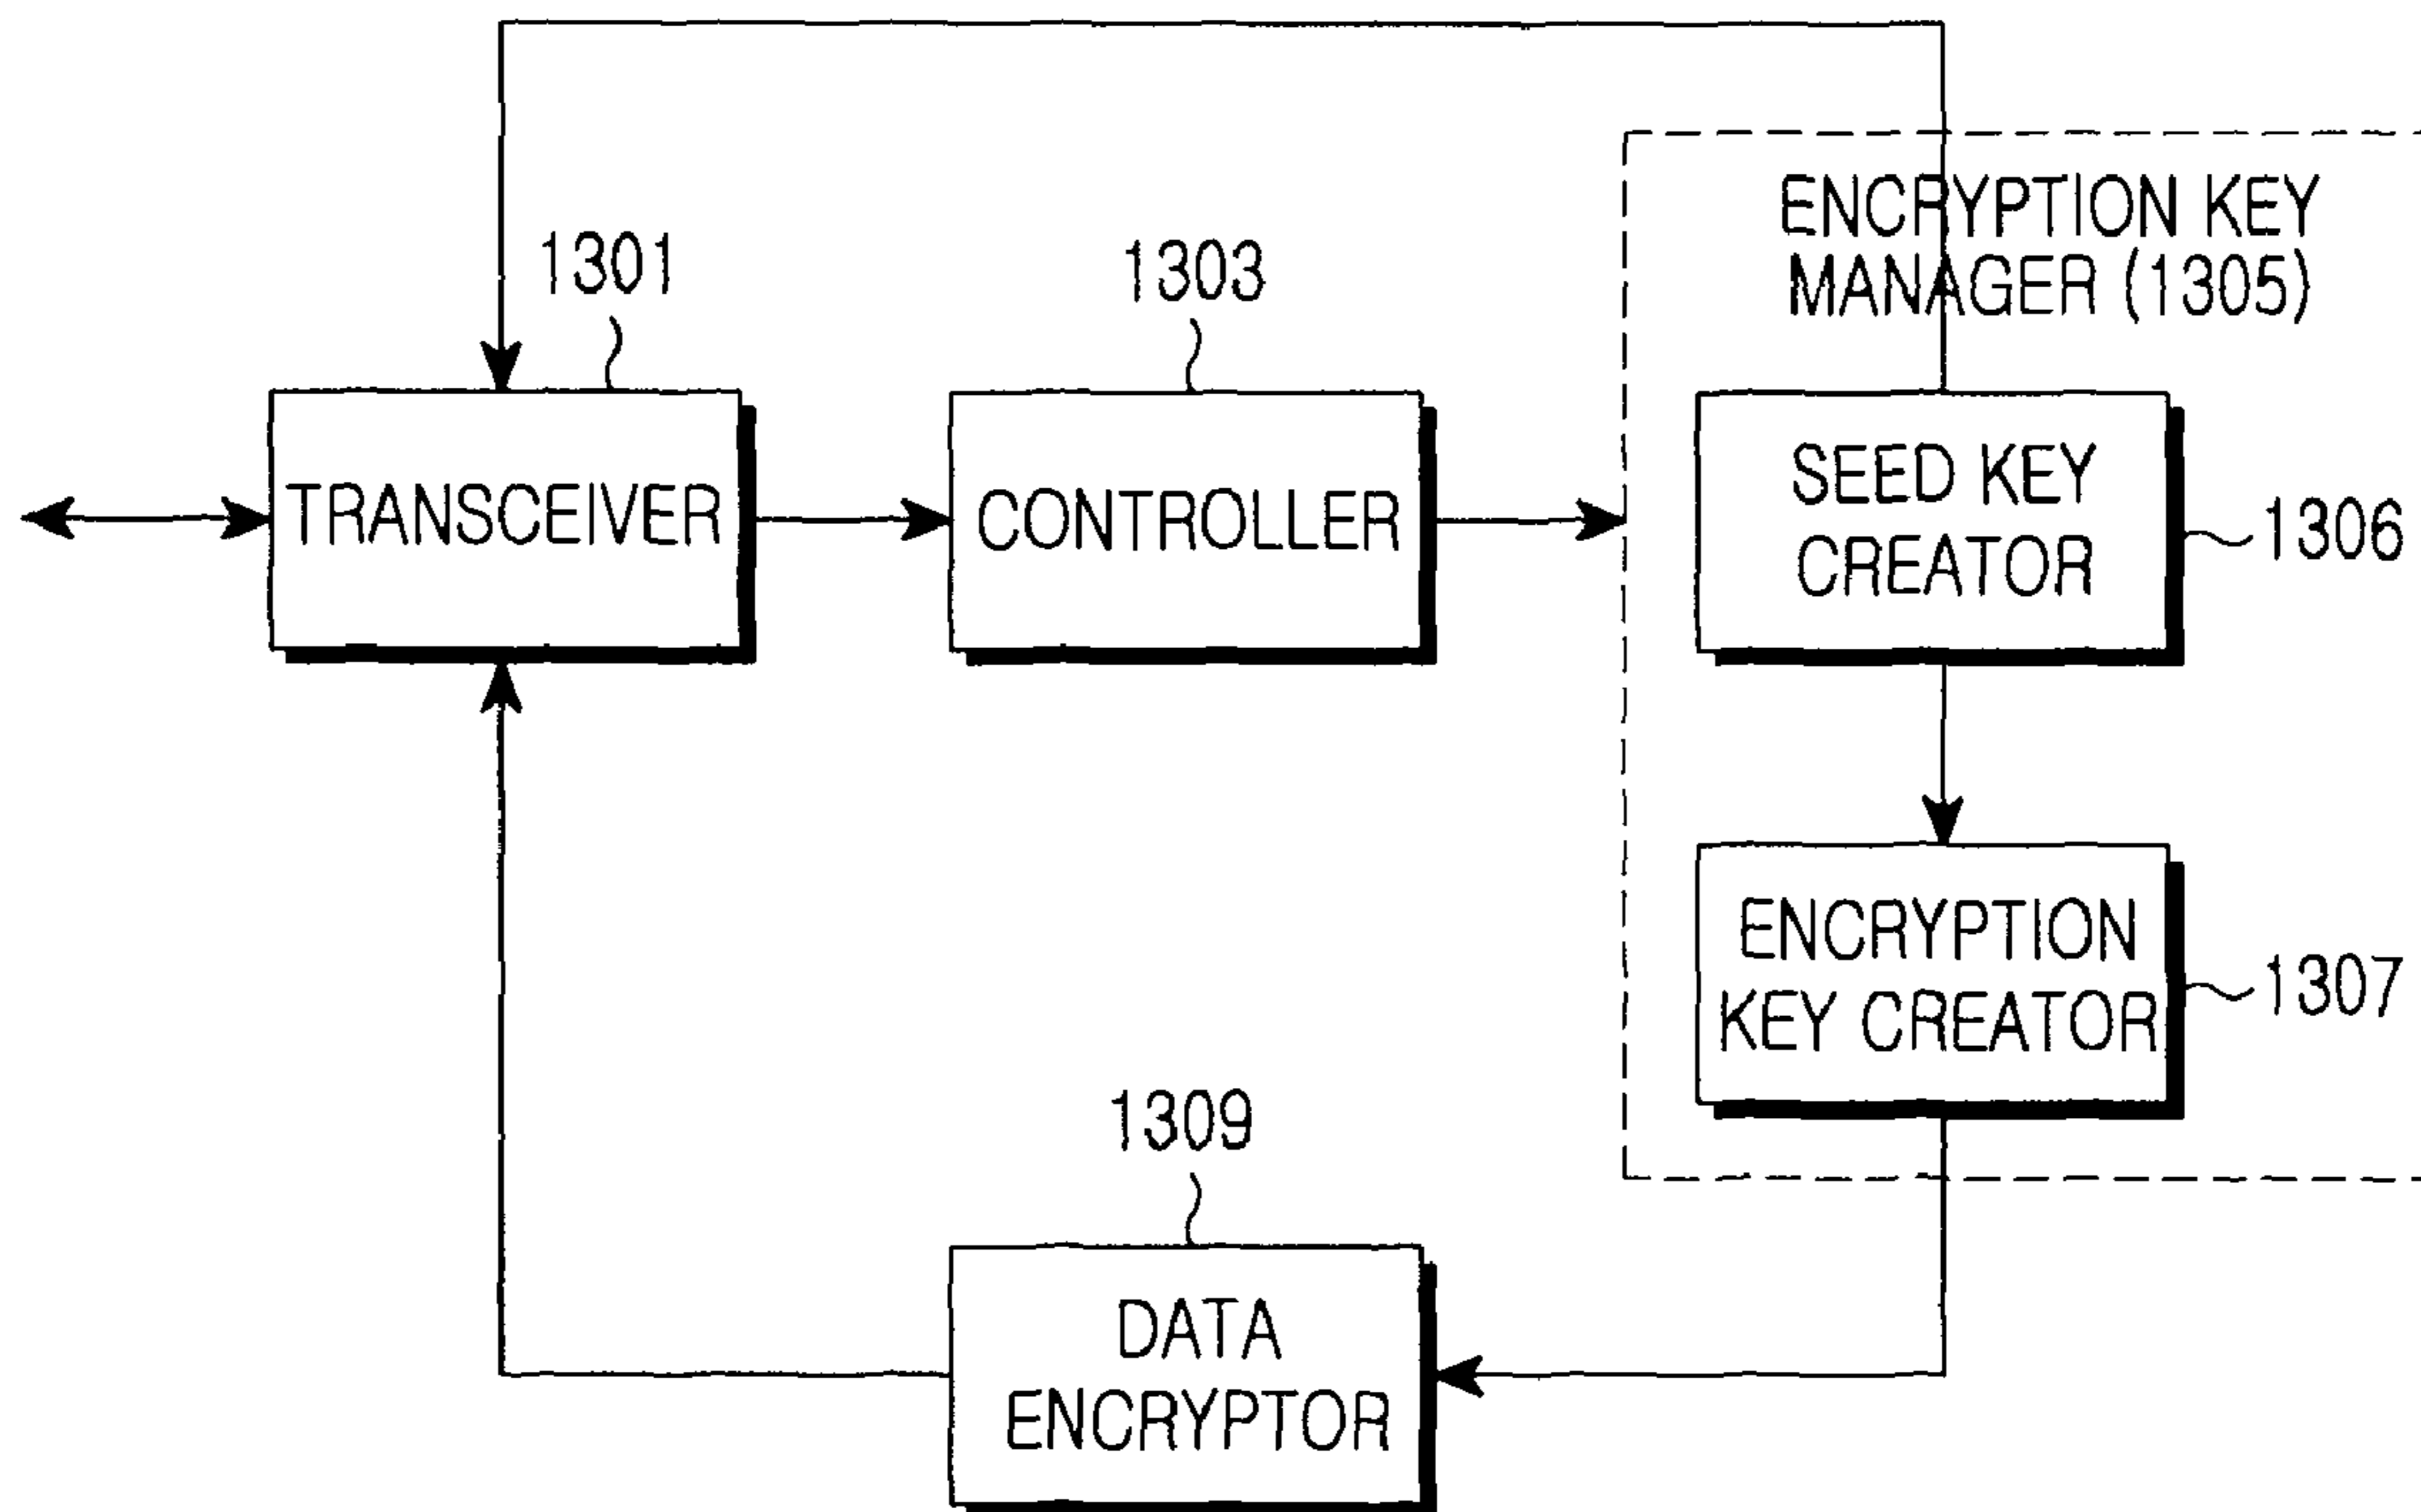 ENCRYPTION KEY
MANAGER (1305)
1301
1303
TRANSCEIVER
CONTROLLER
SEED KEY
CREATOR
1306
ENCRYPTION
KEY CREATOR
1307
1309
DATA
ENCRYPTOR